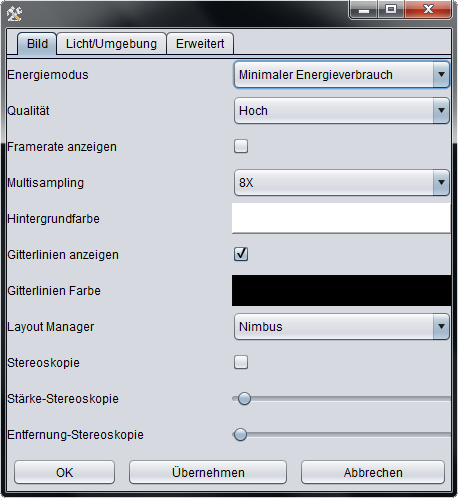 Bild Licht/Umgebung Erweitert
Energiemodus Minimaler Energieverbrauch
Qualität Hoch
Framerate anzeigen
Multisampling 8X
Hintergrundfarbe
Gitterlinien anzeigen
Gitterlinien Farbe
Layout Manager Nimbus
Stereoskopie
Stärke-Stereoskopie
Entfernung-Stereoskopie
OK Übernehmen Abbrechen